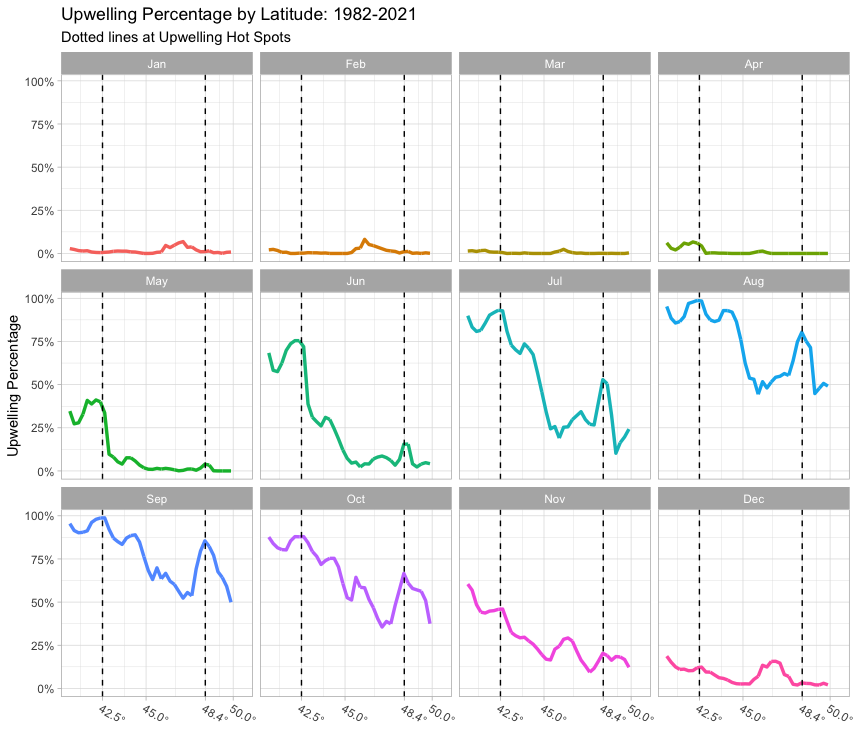 Upwelling Percentage by Latitude: 1982-2021
Dotted lines at Upwelling Hot Spots
Jan Feb Mar Apr
100%
75%
50%
25%
0%
May Jun Jul Aug
100%
75%
50%
25%
0%
Upwelling Percentage
Sep Oct Nov Dec
100%
75%
50%
25%
0%
42.5° 45.0° 48.4° 50.0° 42.5° 45.0° 48.4° 50.0° 42.5° 45.0° 48.4° 50.0° 42.5° 45.0° 48.4° 50.0°